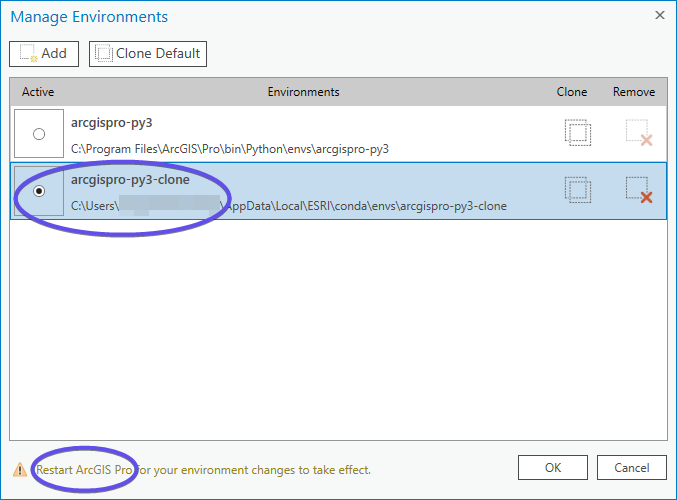 Manage Environments
Add
Clone Default
Active Environments Clone Remove
arcgispro-py3
C:\Program Files\ArcGIS\Pro\bin\Python\envs\arcgispro-py3
arcgispro-py3-clone
C:\Users\ \AppData\Local\ESRI\conda\envs\arcgispro-py3-clone
Restart ArcGIS Pro for your environment changes to take effect.
OK
Cancel